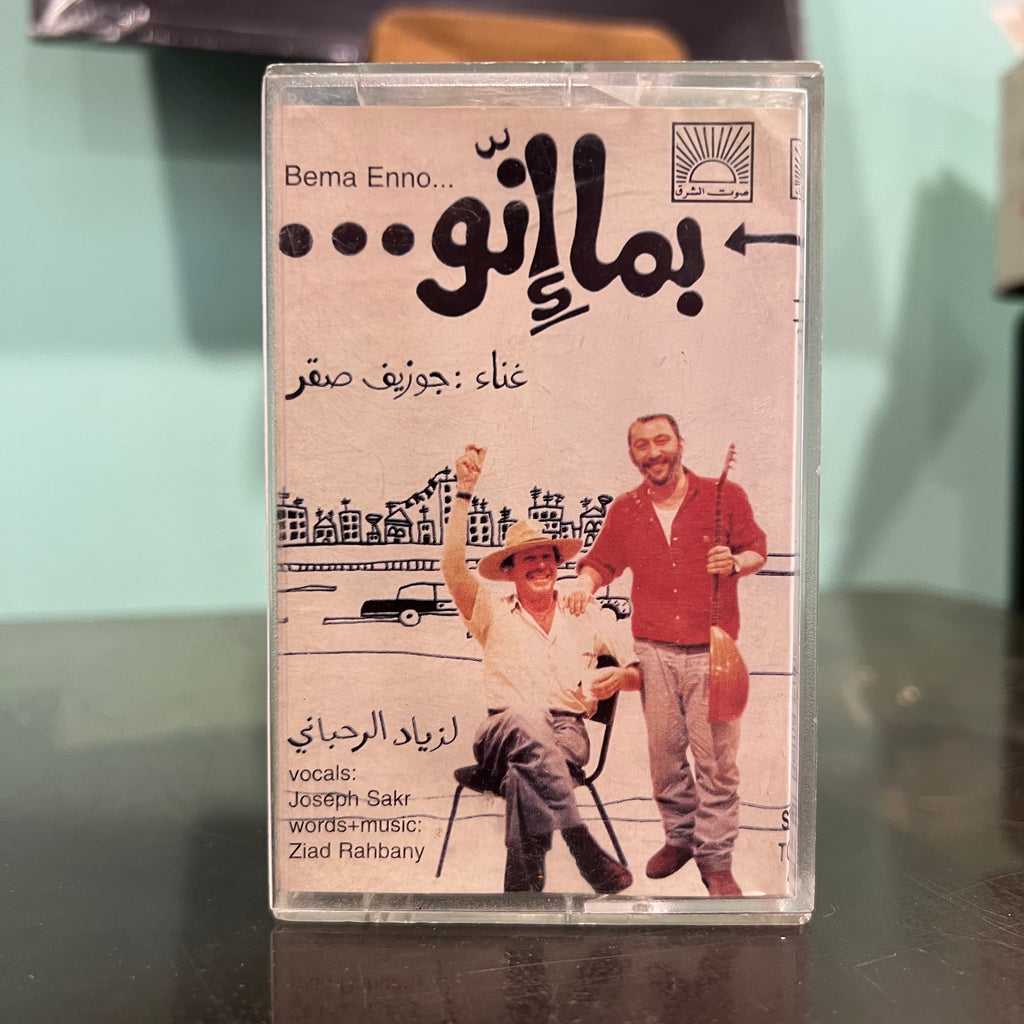 Bema Enno...
بما إنّو...
صوت الشرق
غناء : جوزيف صقر
لزياد الرحباني
vocals:
Joseph Sakr
words+music:
Ziad Rahbany